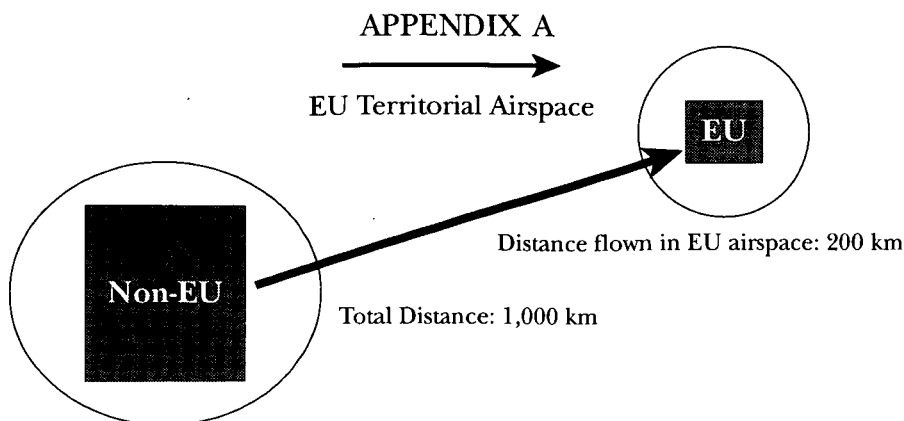 APPENDIX A
EU Territorial Airspace
EU
Distance flown in EU airspace: 200 km
Non-EU
Total Distance: 1,000 km